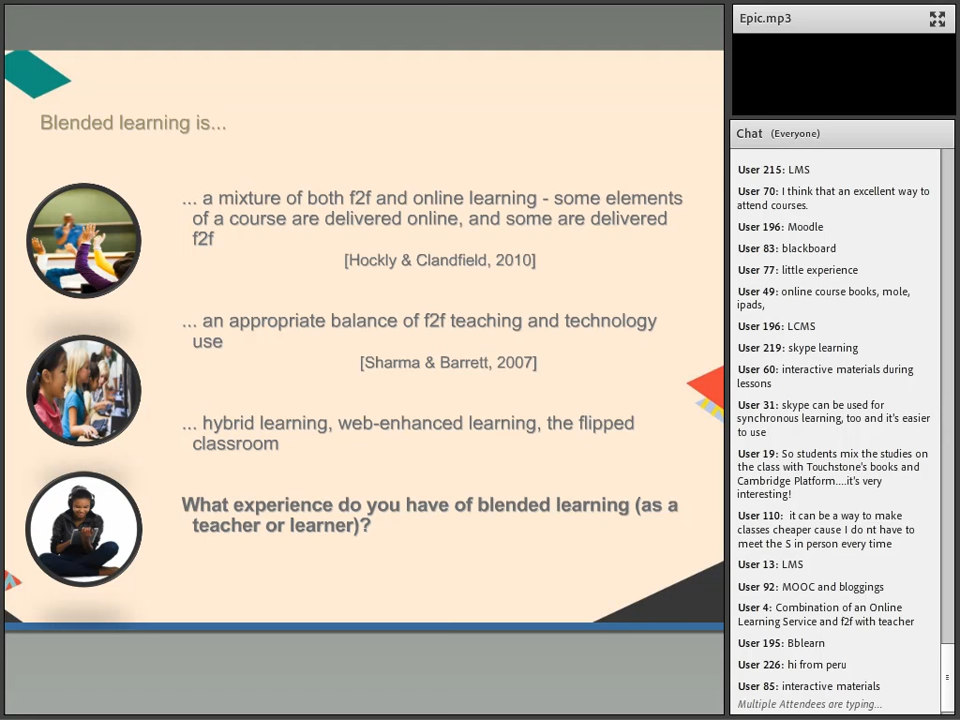 Blended learning is...
... a mixture of both f2f and online learning - some elements
of a course are delivered online, and some are delivered
f2f
[Hockly & Clandfield, 2010]
... an appropriate balance of f2f teaching and technology
use
[Sharma & Barrett, 2007]
... hybrid learning, web-enhanced learning, the flipped
classroom
What experience do you have of blended learning (as a
teacher or learner)?
Epic.mp3
Chat (Everyone)
User 215: LMS
User 70: I think that an excellent way to
attend courses.
User 196: Moodle
User 83: blackboard
User 77: little experience
User 49: online course books, mole,
ipads,
User 196: LCMS
User 219: skype learning
User 60: interactive materials during
lessons
User 31: skype can be used for
synchronous learning, too and it's easier
to use
User 19: So students mix the studies on
the class with Touchstone's books and
Cambridge Platform....it's very
interesting!
User 110: it can be a way to make
classes cheaper cause I do nt have to
meet the S in person every time
User 13: LMS
User 92: MOOC and bloggings
User 4: Combination of an Online
Learning Service and f2f with teacher
User 195: Bblearn
User 226: hi from peru
User 85: interactive materials
Multiple Attendees are typing...